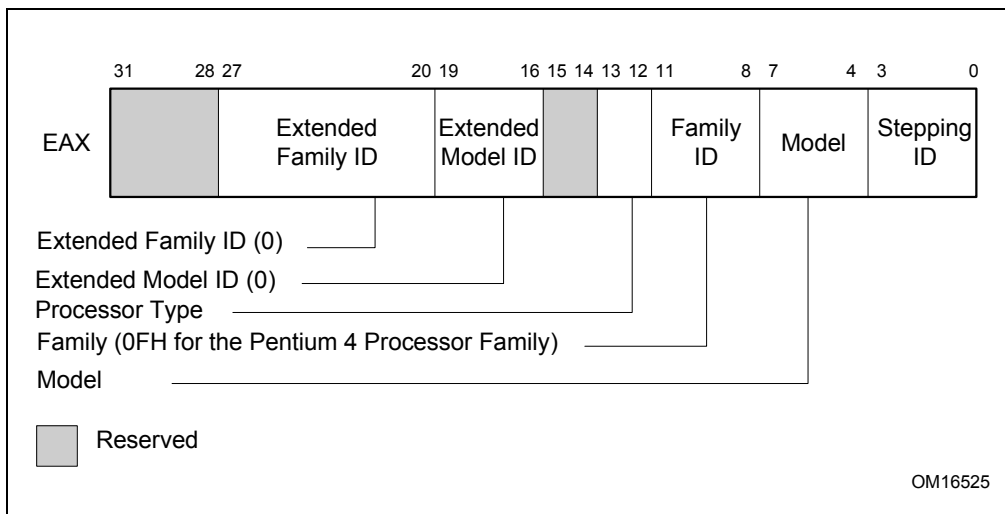 31 28 27 20 19 16 15 14 13 12 11 8 7 4 3 0
EAX
Extended Family ID
Extended Model ID
Family ID
Model
Stepping ID
Extended Family ID (0)
Extended Model ID (0)
Processor Type
Family (0FH for the Pentium 4 Processor Family)
Model
Reserved
OM16525